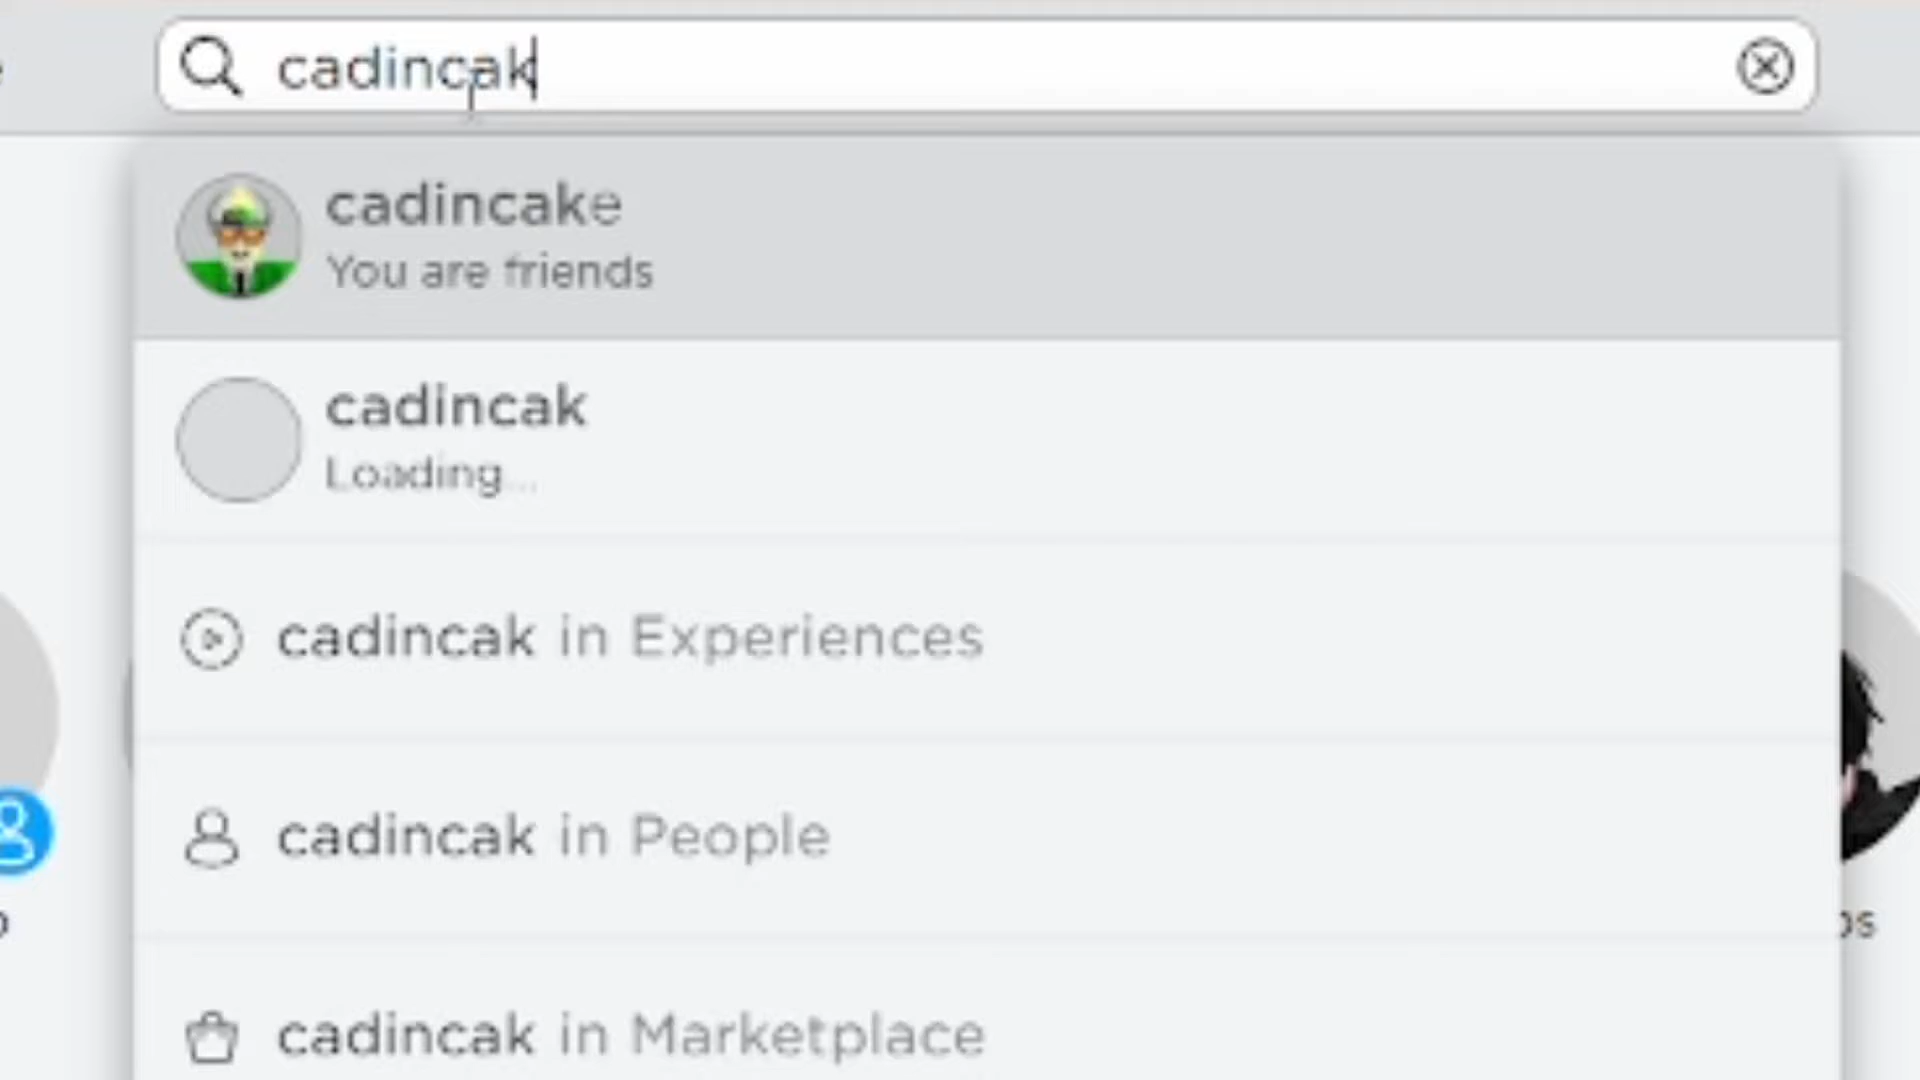 cadincak
cadincake
You are friends
cadincak
Loading...
cadincak in Experiences
cadincak in People
cadincak in Marketplace